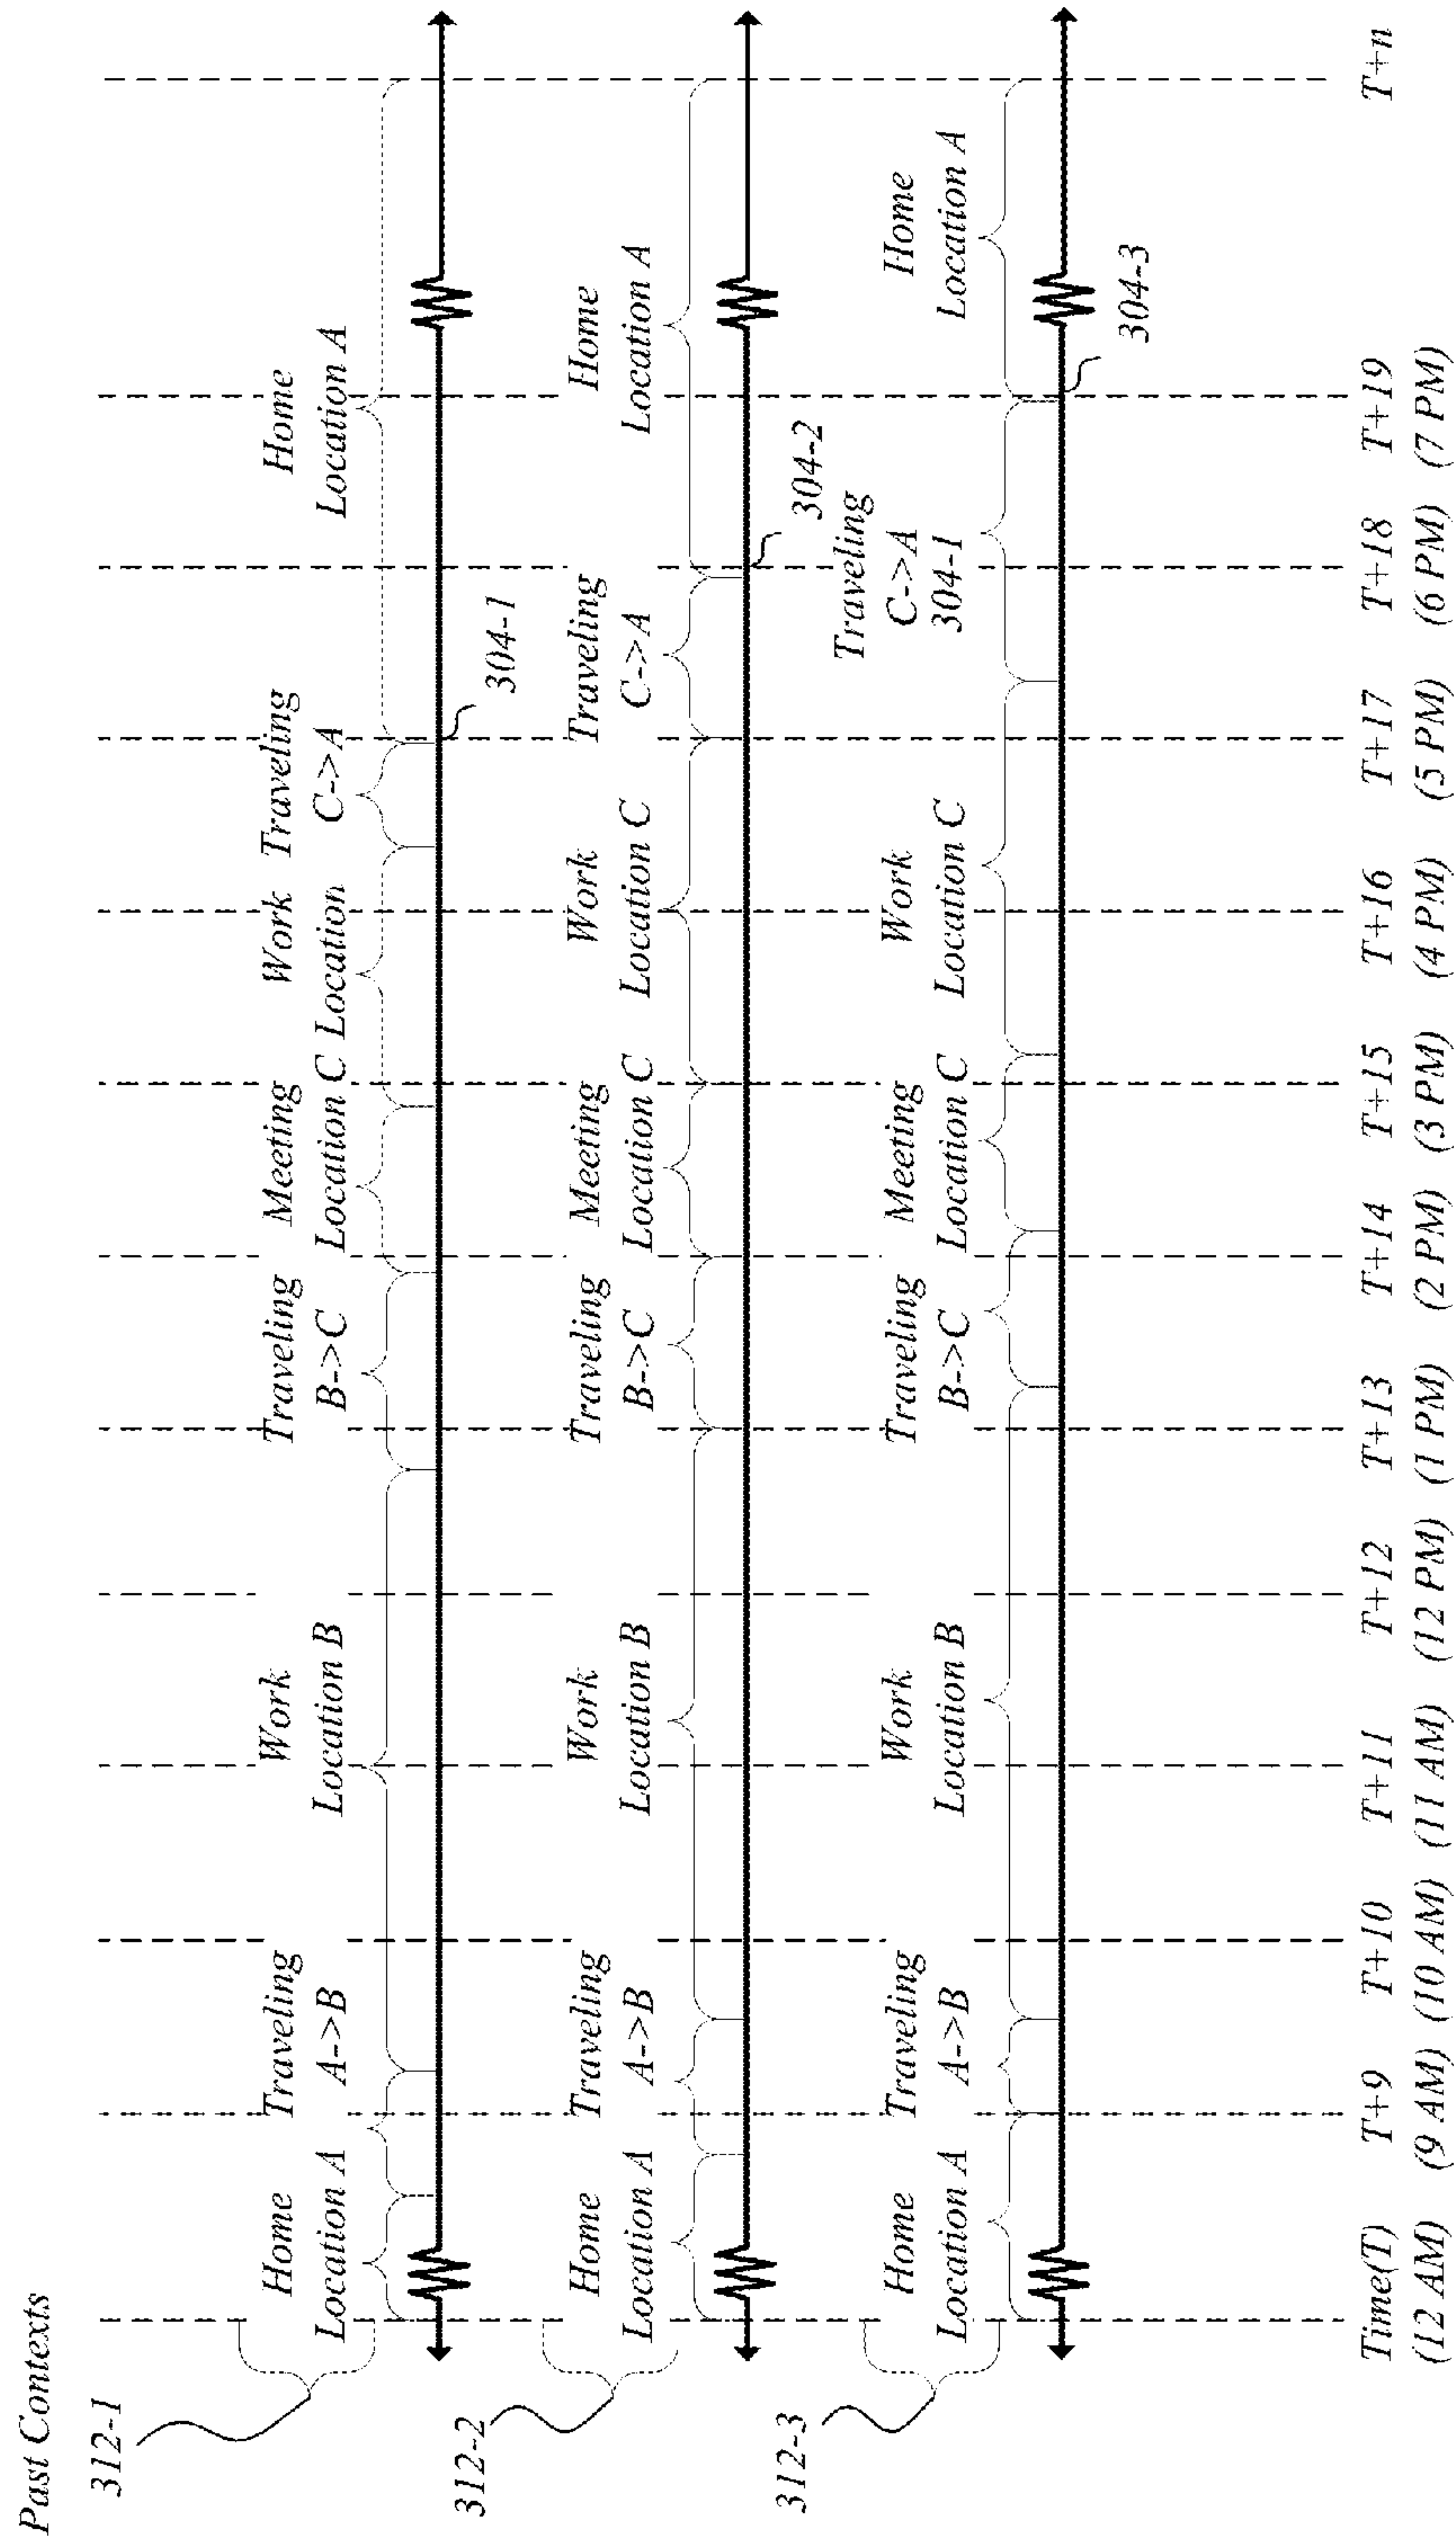 Past Contexts
312-1
Home
Location A
Traveling
A->B
Work
Location B
Traveling
B->C
Meeting
Location C
Work
Location
Traveling
C->A
Home
Location A
304-1
312-2
Home
Location A
Traveling
A->B
Work
Location B
Traveling
B->C
Meeting
Location C
Work
Location C
Traveling
C->A
Home
Location A
304-2
312-3
Home
Location A
Traveling
A->B
Work
Location B
Traveling
B->C
Meeting
Location C
Work
Location C
Traveling
C->A
304-1
Home
Location A
304-3
Time(T) T+9 T+10 T+11 T+12 T+13 T+14 T+15 T+16 T+17 T+18 T+19 T+n
(12 AM) (9 AM) (10 AM) (11 AM) (12 PM) (1 PM) (2 PM) (3 PM) (4 PM) (5 PM) (6 PM) (7 PM)